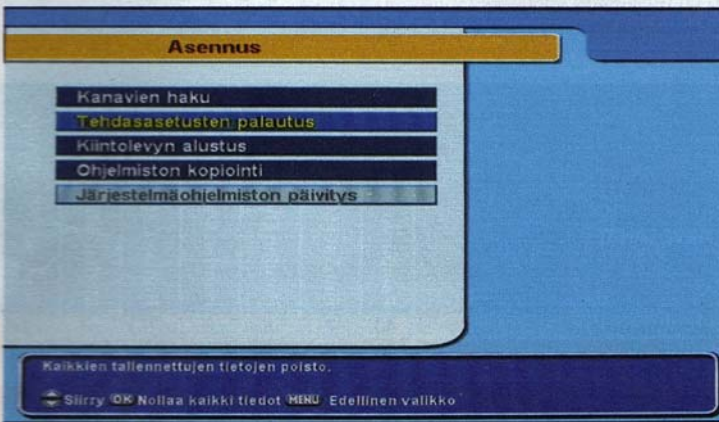 Asennus
Kanavien haku
Tehdasasetusten palautus
Kiintolevyn alustus
Ohjelmiston kopiointi
Järjestelmäohjelmiston päivitys
Kaikkien tallennettujen tietojen poisto.
Siirry OK Nollaa kaikki tiedot MENU Edellinen valikko